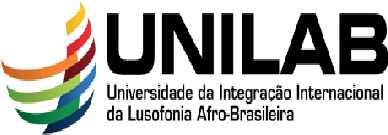 UNILAB
Universidade da Integração Internacional
da Lusofonia Afro-Brasileira